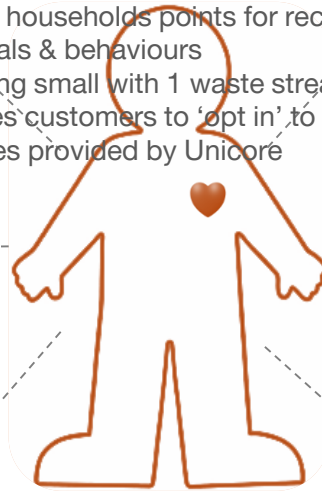 households points for rec
als & behaviours
ng small with 1 waste strea
es customers to ‘opt in’ to
es provided by Unicore